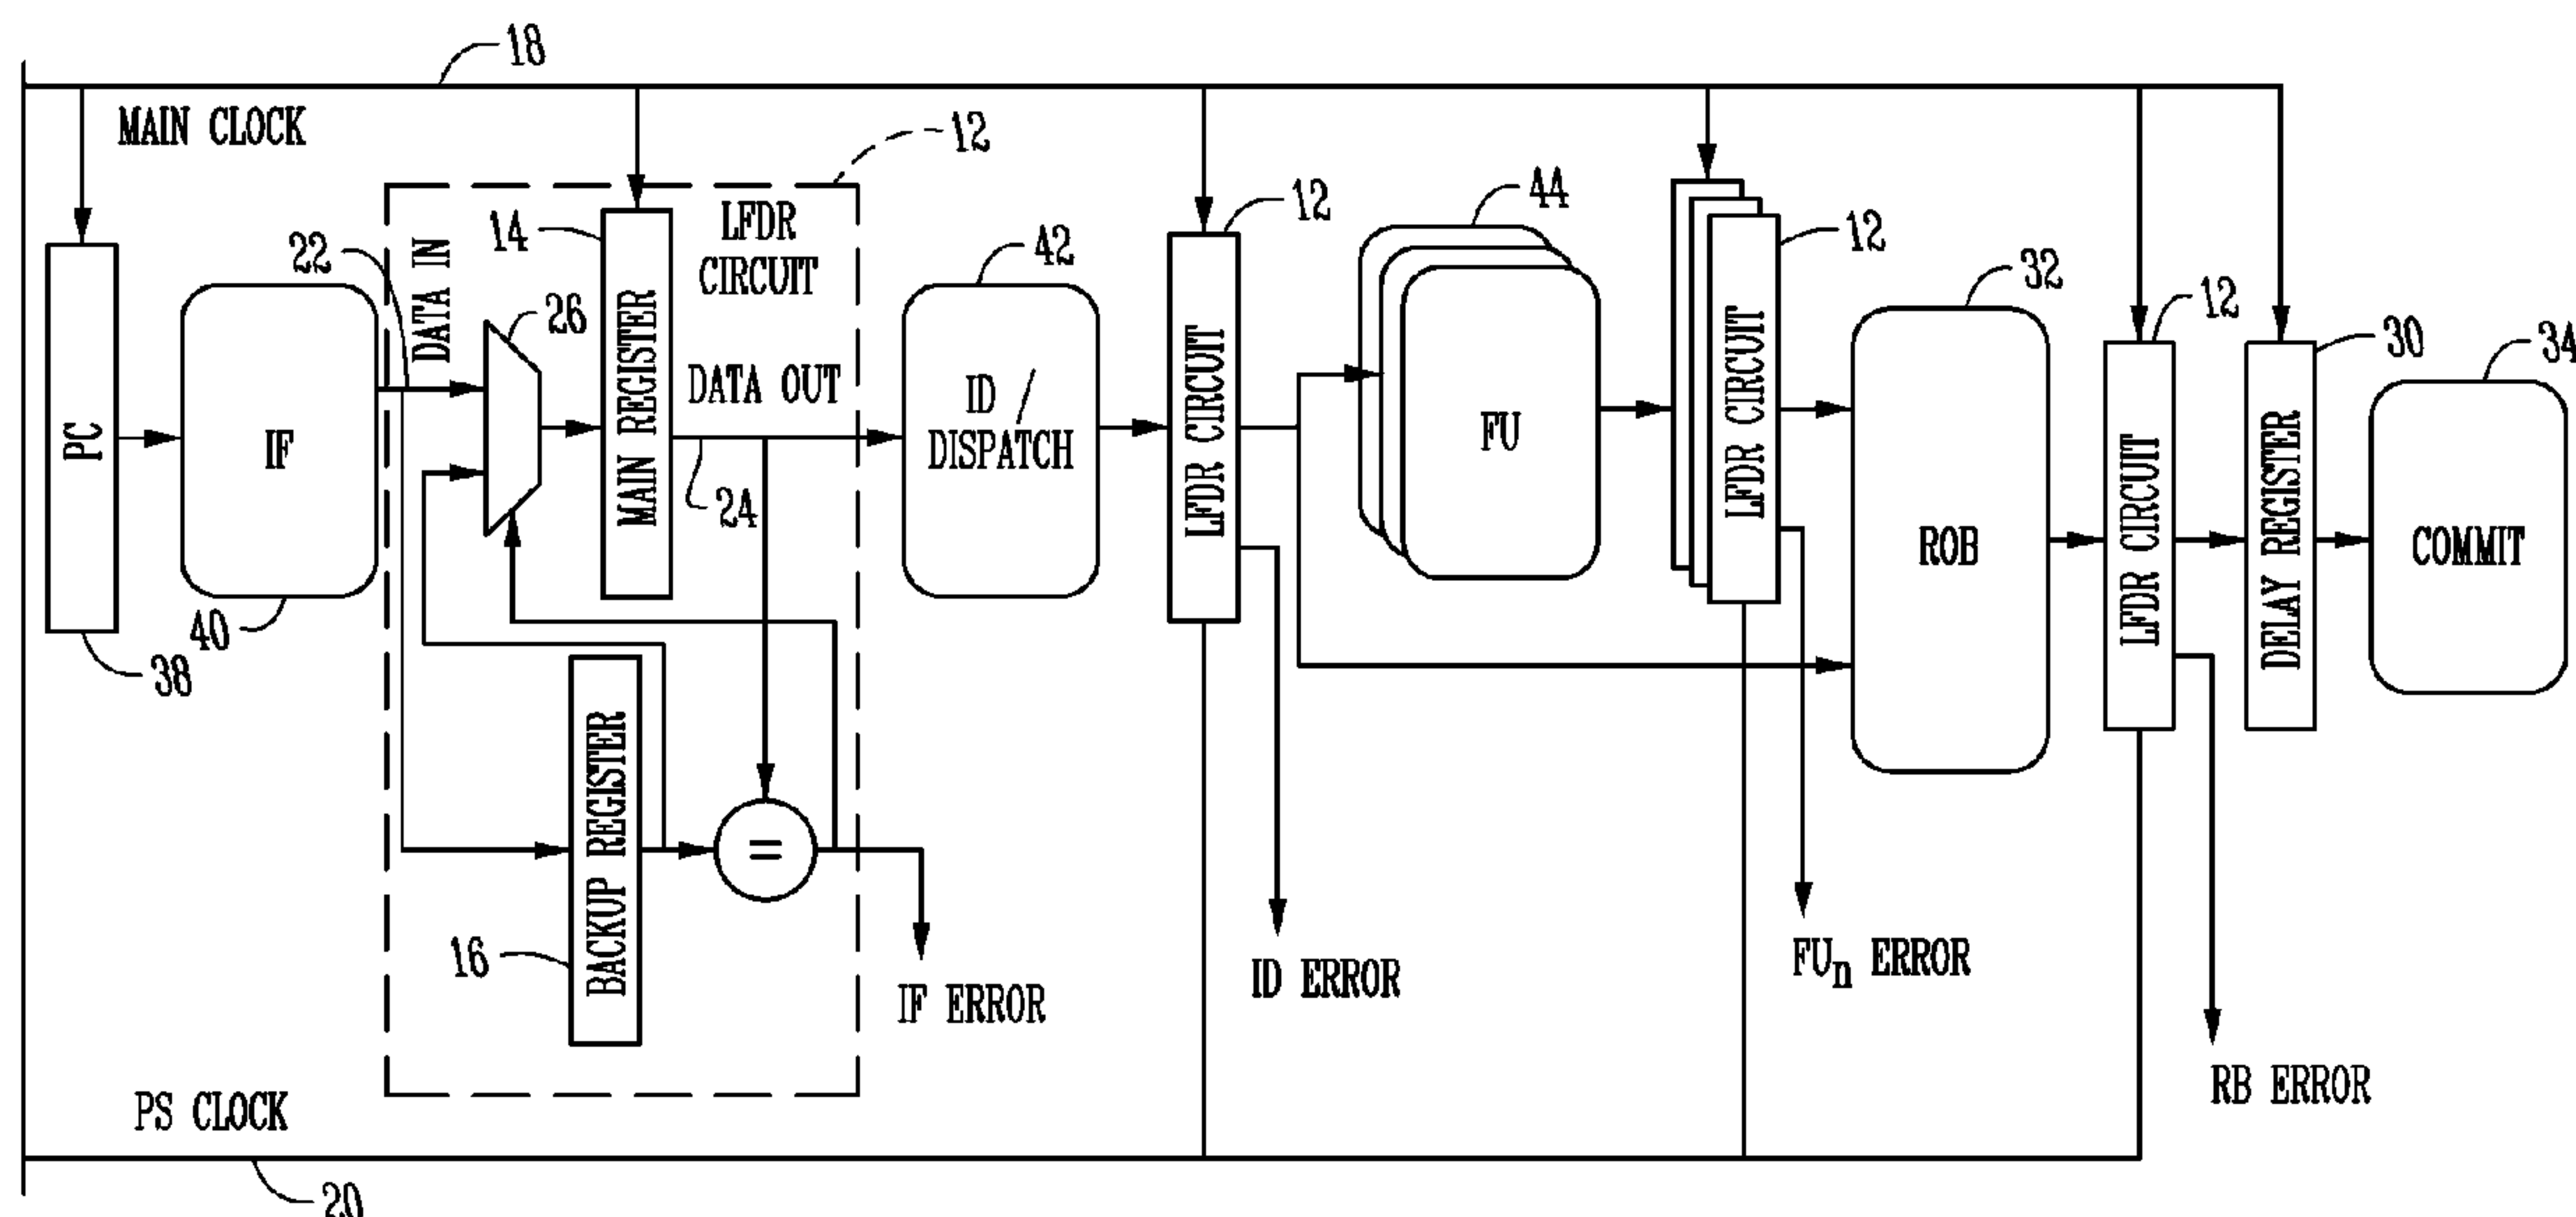 18
MAIN CLOCK
12
LFDR
CIRCUIT
14
22
DATA IN
26
MAIN REGISTER
DATA OUT
24
PC
38
IF
40
42
ID /
DISPATCH
12
LFDR CIRCUIT
44
FU
12
LFDR CIRCUIT
32
ROB
12
LFDR CIRCUIT
30
DELAY REGISTER
34
COMMIT
BACKUP REGISTER
16
=
IF ERROR
ID ERROR
FUn ERROR
RB ERROR
PS CLOCK
20